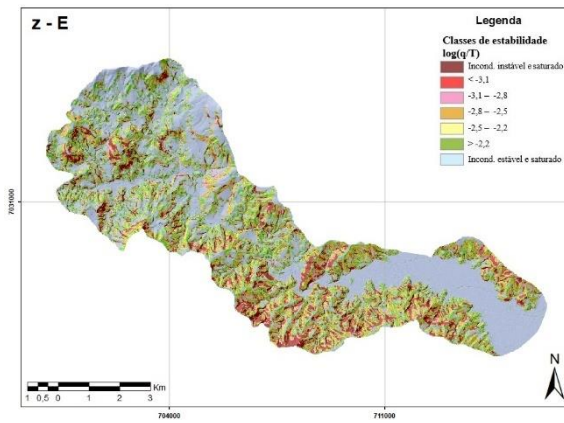 z - E
Legenda
Classes de estabilidade
log(q/T)
Incond. instável e saturado
< -3,1
-3,1 – -2,8
-2,8 – -2,5
-2,5 – -2,2
> -2,2
Incond. estável e saturado
7031000
N
Km
1 0,5 0 1 2 3
704000 711000